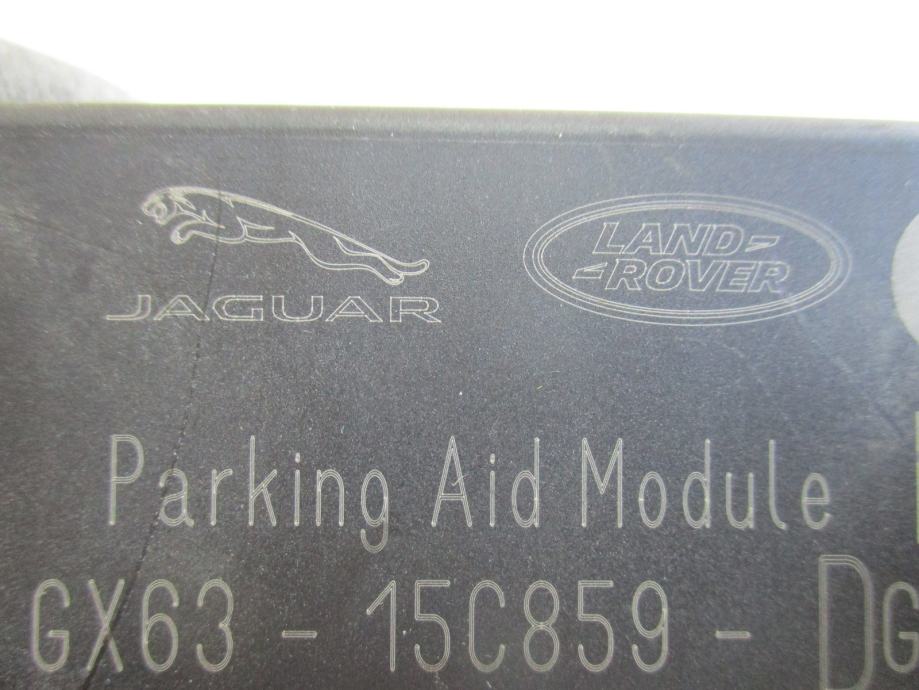 JAGUAR
LAND
ROVER
Parking Aid Module
GX63 - 15C859 - DG